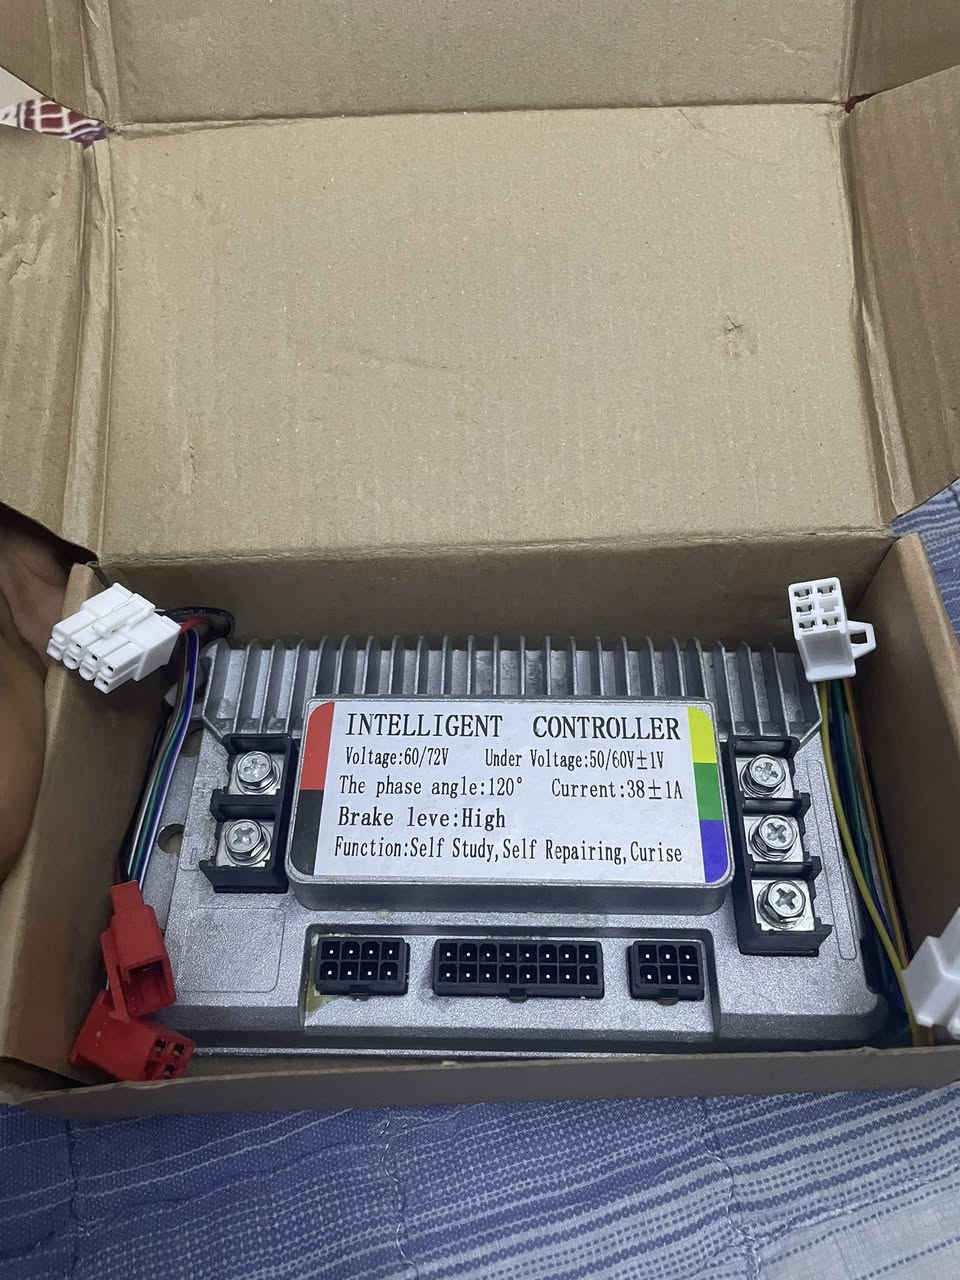 INTELLIGENT CONTROLLER
Voltage:60/72V Under Voltage:50/60V±1V
The phase angle:120° Current:38±1A
Brake leve:High
Function:Self Study,Self Repairing,Curise